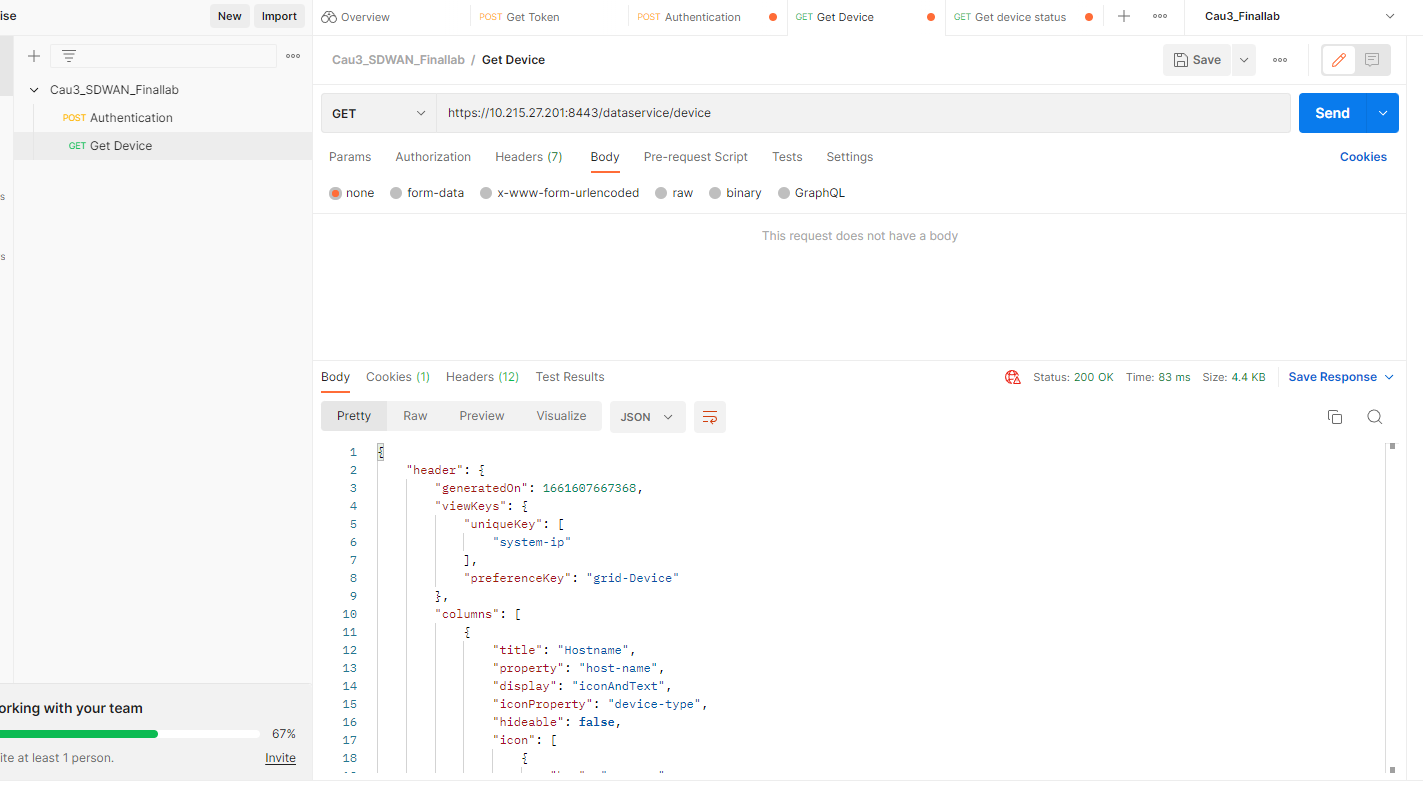 ise New Import Overview POST Get Token POST Authentication GET Get Device GET Get device status Cau3_Finallab
Cau3_SDWAN_Finallab / Get Device Save
Cau3_SDWAN_Finallab
POST Authentication
GET Get Device
s
s
GET https://10.215.27.201:8443/dataservice/device Send
Params Authorization Headers (7) Body Pre-request Script Tests Settings Cookies
none form-data x-www-form-urlencoded raw binary GraphQL
This request does not have a body
Body Cookies (1) Headers (12) Test Results Status: 200 OK Time: 83 ms Size: 4.4 KB Save Response
Pretty Raw Preview Visualize JSON
1 {
2 "header": {
3 "generatedOn": 1661607667368,
4 "viewKeys": {
5 "uniqueKey": [
6 "system-ip"
7 ],
8 "preferenceKey": "grid-Device"
9 },
10 "columns": [
11 {
12 "title": "Hostname",
13 "property": "host-name",
14 "display": "iconAndText",
15 "iconProperty": "device-type",
16 "hideable": false,
17 "icon": [
18 {
orking with your team
67%
ite at least 1 person. Invite